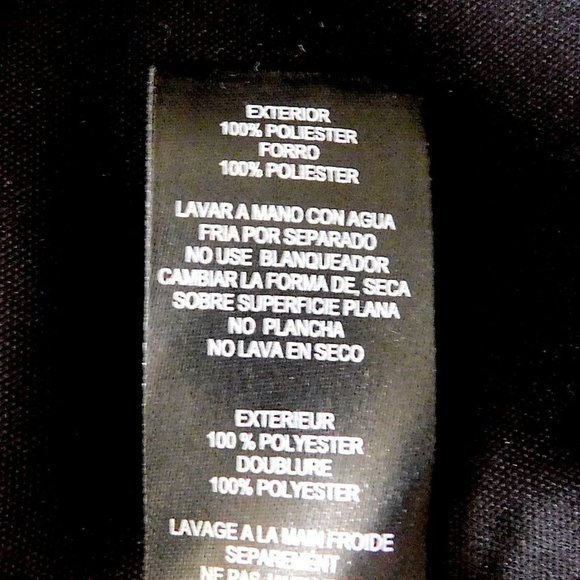 EXTERIOR
100% POLIESTER
FORRO
100% POLIESTER
LAVAR A MANO CON AGUA
FRIA POR SEPARADO
NO USE BLANQUEADOR
CAMBIAR LA FORMA DE, SECA
SOBRE SUPERFICIE PLANA
NO PLANCHA
NO LAVA EN SECO
EXTERIEUR
100 % POLYESTER
DOUBLURE
100% POLYESTER
LAVAGE A LA MAIN FROIDE
SEPAREMENT
NE PAS